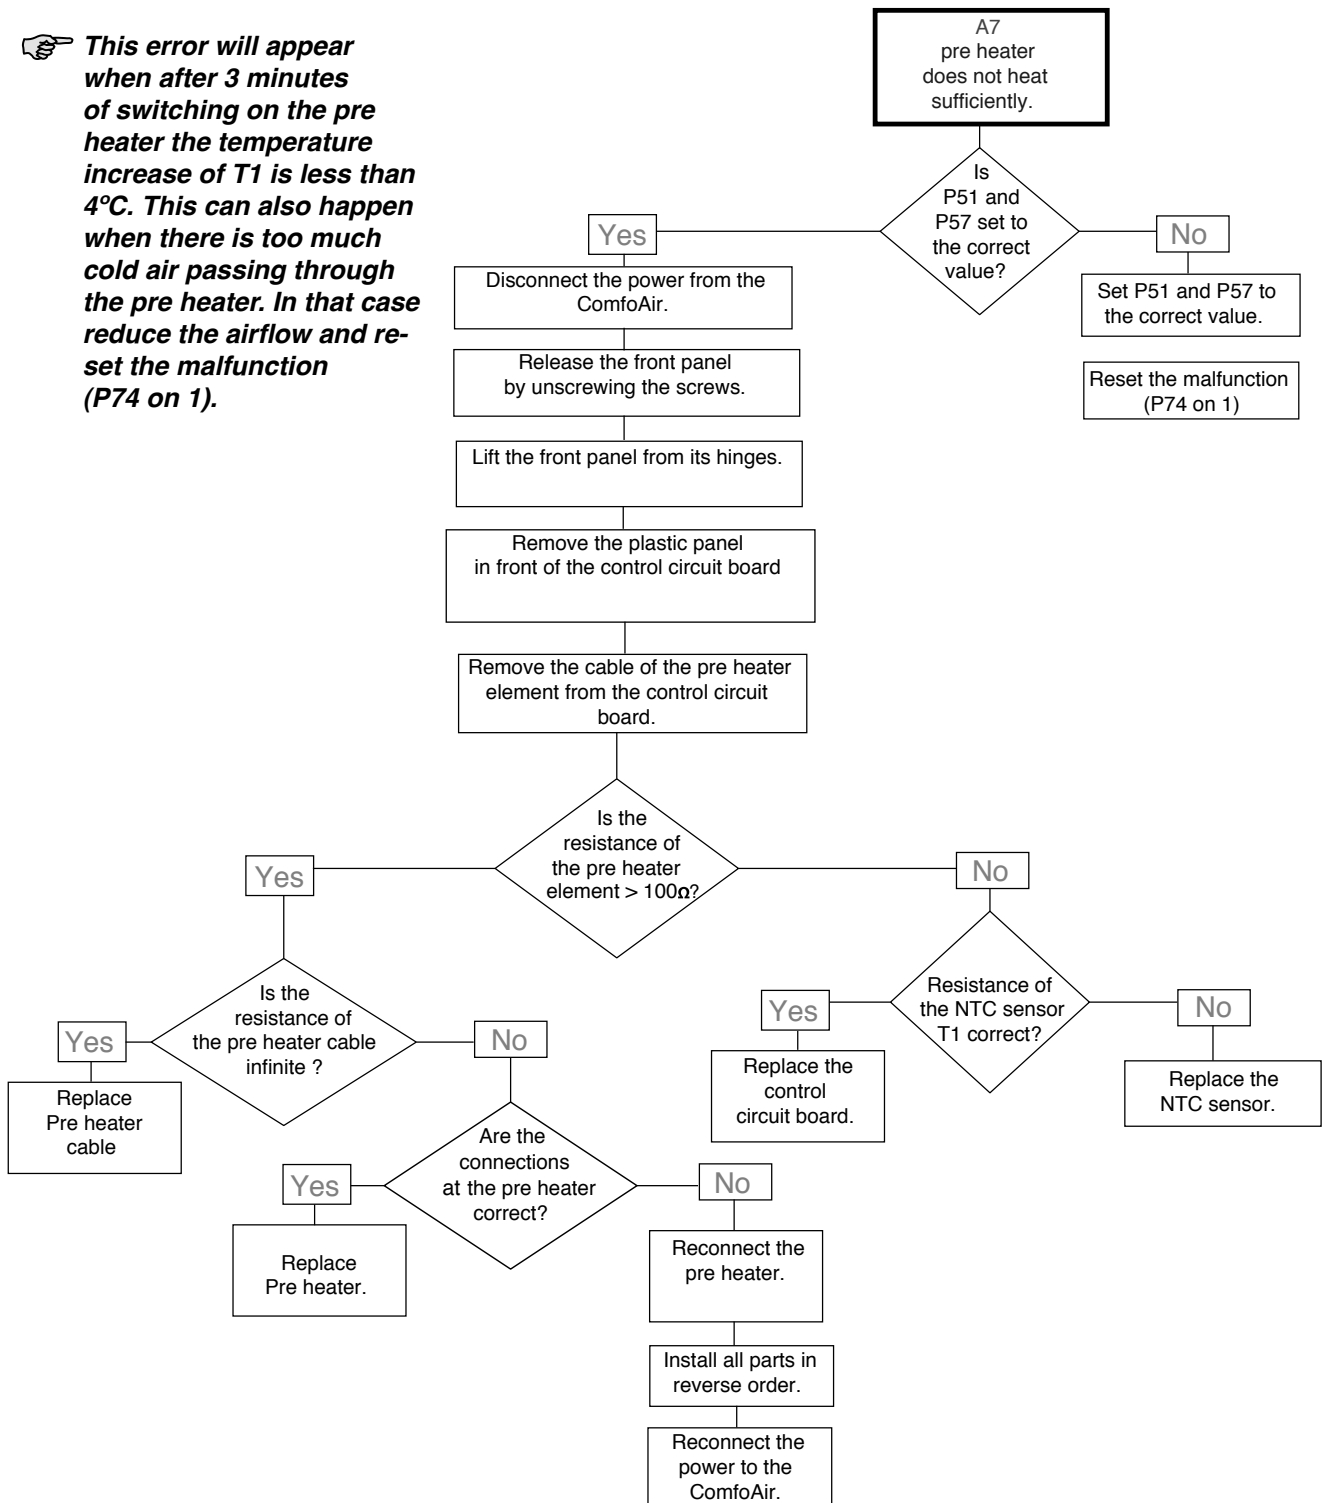 This error will appear
when after 3 minutes
of switching on the pre
heater the temperature
increase of T1 is less than
4ºC. This can also happen
when there is too much
cold air passing through
the pre heater. In that case
reduce the airflow and re-
set the malfunction
(P74 on 1).
A7
pre heater
does not heat
sufficiently.
Is
P51 and
P57 set to
the correct
value?
Yes
No
Disconnect the power from the
ComfoAir.
Set P51 and P57 to
the correct value.
Release the front panel
by unscrewing the screws.
Reset the malfunction
(P74 on 1)
Lift the front panel from its hinges.
Remove the plastic panel
in front of the control circuit board
Remove the cable of the pre heater
element from the control circuit
board.
Is the
resistance of
the pre heater
element > 100Ω?
Yes
No
Is the
resistance of
the pre heater cable
infinite ?
Resistance of
the NTC sensor
T1 correct?
Yes
No
Yes
No
Replace
Pre heater
cable
Replace the
control
circuit board.
Replace the
NTC sensor.
Are the
connections
at the pre heater
correct?
Yes
No
Replace
Pre heater.
Reconnect the
pre heater.
Install all parts in
reverse order.
Reconnect the
power to the
ComfoAir.